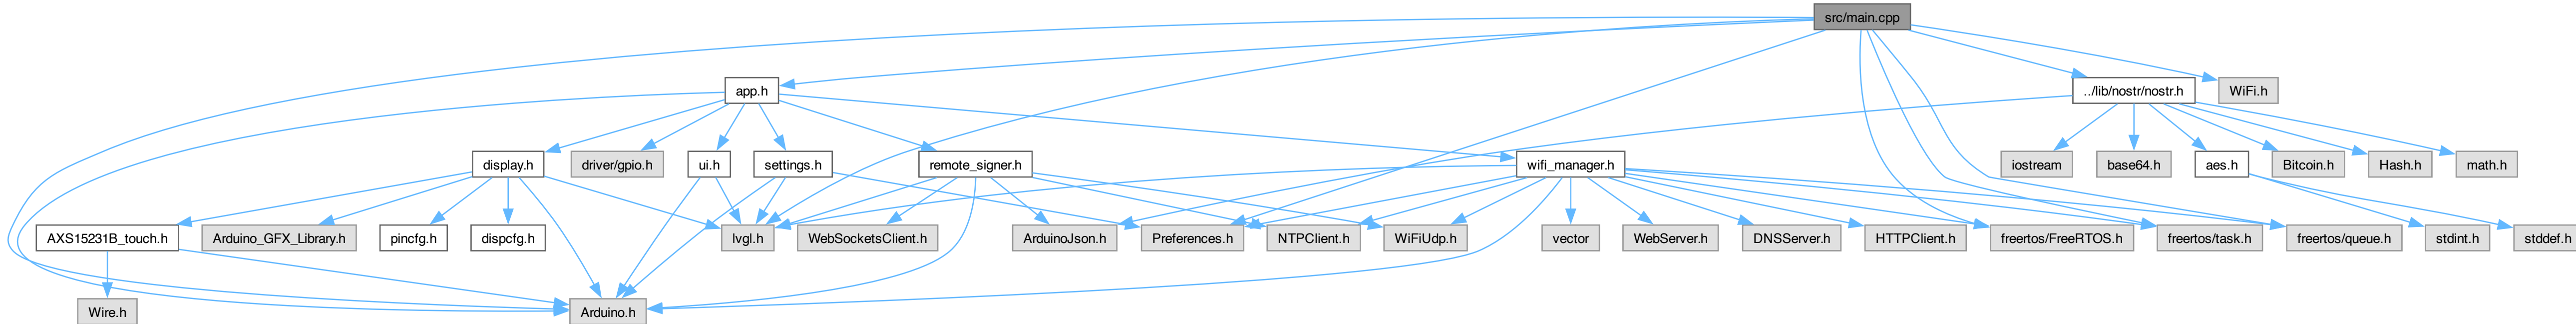 src/main.cpp
app.h
../lib/nostr/nostr.h
WiFi.h
display.h
driver/gpio.h
ui.h
settings.h
remote_signer.h
wifi_manager.h
iostream
base64.h
aes.h
Bitcoin.h
Hash.h
math.h
AXS15231B_touch.h
Arduino_GFX_Library.h
pincfg.h
dispcfg.h
lvgl.h
WebSocketsClient.h
ArduinoJson.h
Preferences.h
NTPClient.h
WiFiUdp.h
vector
WebServer.h
DNSServer.h
HTTPClient.h
freertos/FreeRTOS.h
freertos/task.h
freertos/queue.h
stdint.h
stddef.h
Wire.h
Arduino.h